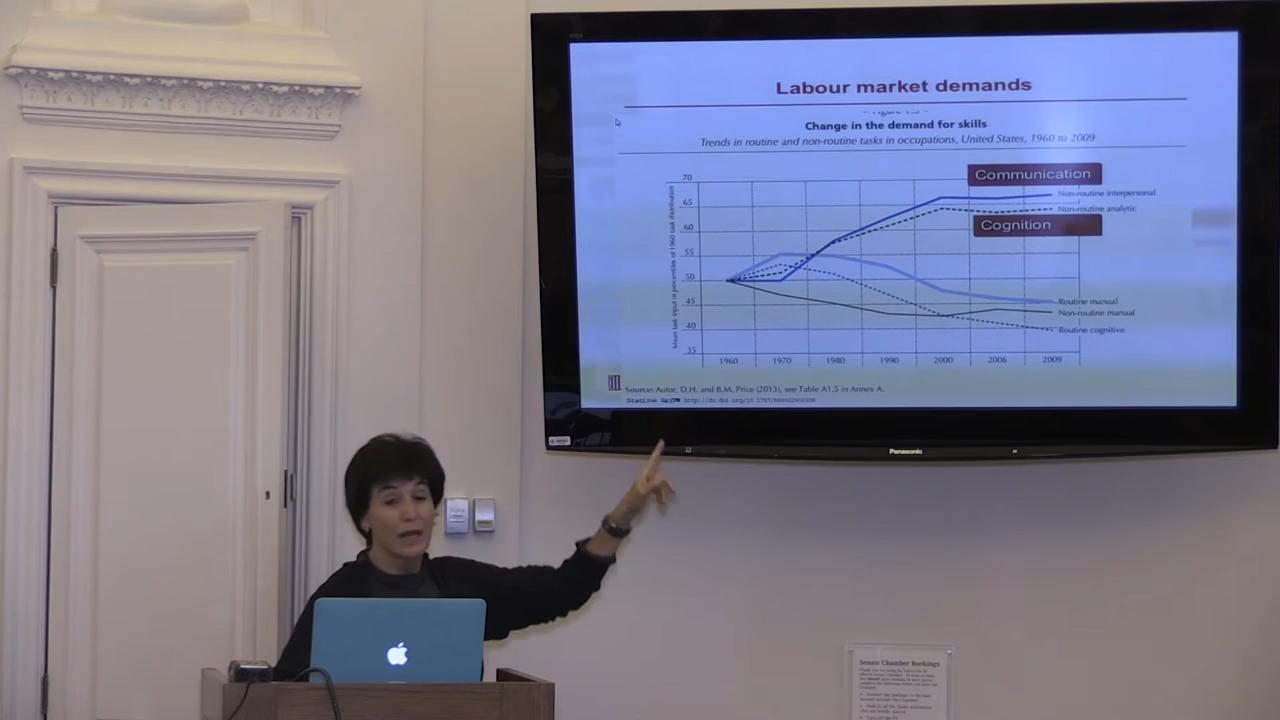 Labour market demands
Change in the demand for skills
Trends in routine and non-routine tasks in occupations, United States, 1960 to 2009
Mean task input in percentiles of 1960 task distribution
70
65
60
55
50
45
40
35
1960
1970
1980
1990
2000
2006
2009
Communication
Non-routine interpersonal
Non-routine analytic
Cognition
Routine manual
Non-routine manual
Routine cognitive
Source: Autor, D.H. and B.M. Price (2013), see Table A1.5 in Annex A.
StatLink
Panasonic
Senate Chamber Bookings